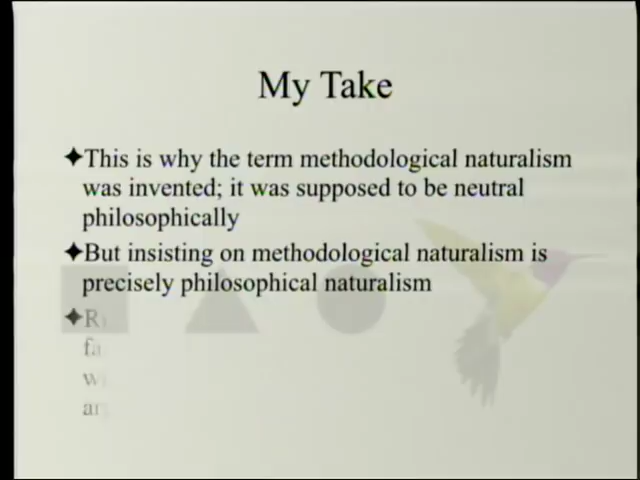 My Take
✦This is why the term methodological naturalism
was invented; it was supposed to be neutral
philosophically
✦But insisting on methodological naturalism is
precisely philosophical naturalism